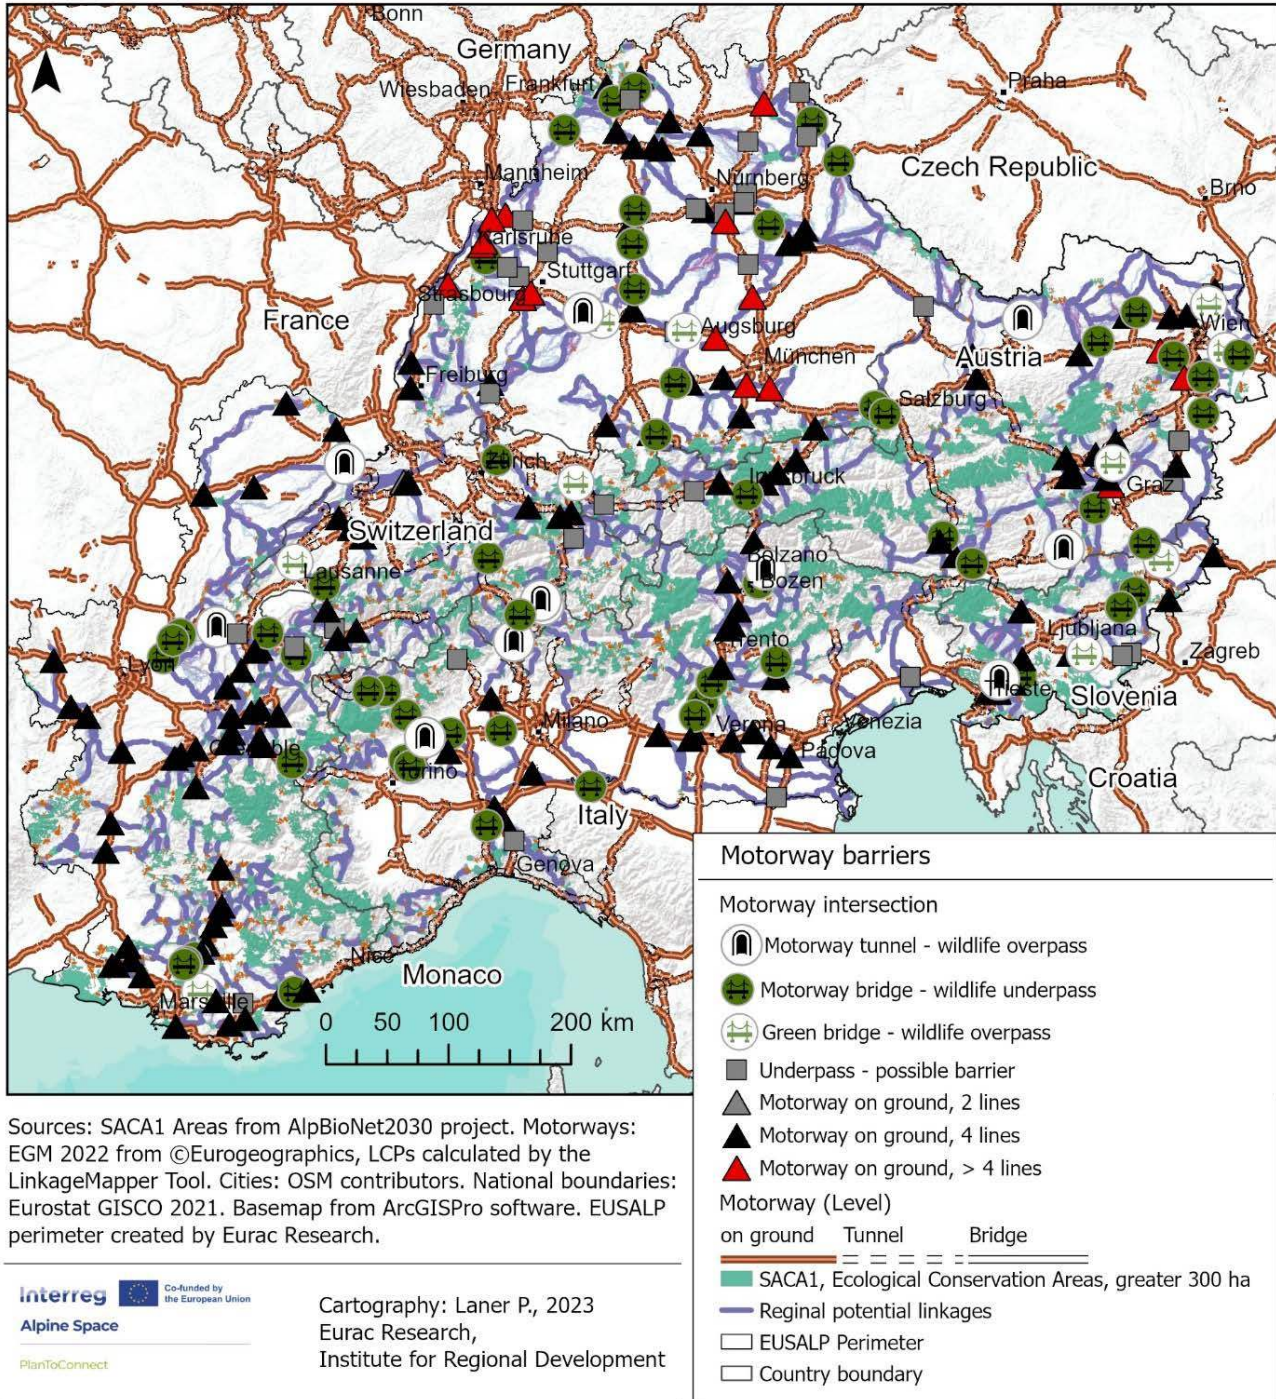 Bonn
Germany
Wiesbaden
Frankfurt
Praha
Czech Republic
Mannheim
Nürnberg
Brno
Karlsruhe
Stuttgart
Strasbourg
France
Augsburg
Wien
München
Austria
Freiburg
Salzburg
Zürich
Innsbruck
Graz
Switzerland
Bolzano
- Bozen
Lausanne
Trento
Ljubljana
Lyon
Zagreb
Trieste
Slovenia
Milano
Verona
Venezia
Padova
Grenoble
Torino
Croatia
Italy
Genova
Nice
Monaco
Marseille
0 50 100 200 km
Motorway barriers
Motorway intersection
Motorway tunnel - wildlife overpass
Motorway bridge - wildlife underpass
Green bridge - wildlife overpass
Underpass - possible barrier
Motorway on ground, 2 lines
Motorway on ground, 4 lines
Motorway on ground, > 4 lines
Motorway (Level)
on ground Tunnel Bridge
SACA1, Ecological Conservation Areas, greater 300 ha
Reginal potential linkages
EUSALP Perimeter
Country boundary
Sources: SACA1 Areas from AlpBioNet2030 project. Motorways:
EGM 2022 from ©Eurogeographics, LCPs calculated by the
LinkageMapper Tool. Cities: OSM contributors. National boundaries:
Eurostat GISCO 2021. Basemap from ArcGISPro software. EUSALP
perimeter created by Eurac Research.
Interreg
Co-funded by
the European Union
Alpine Space
PlanToConnect
Cartography: Laner P., 2023
Eurac Research,
Institute for Regional Development